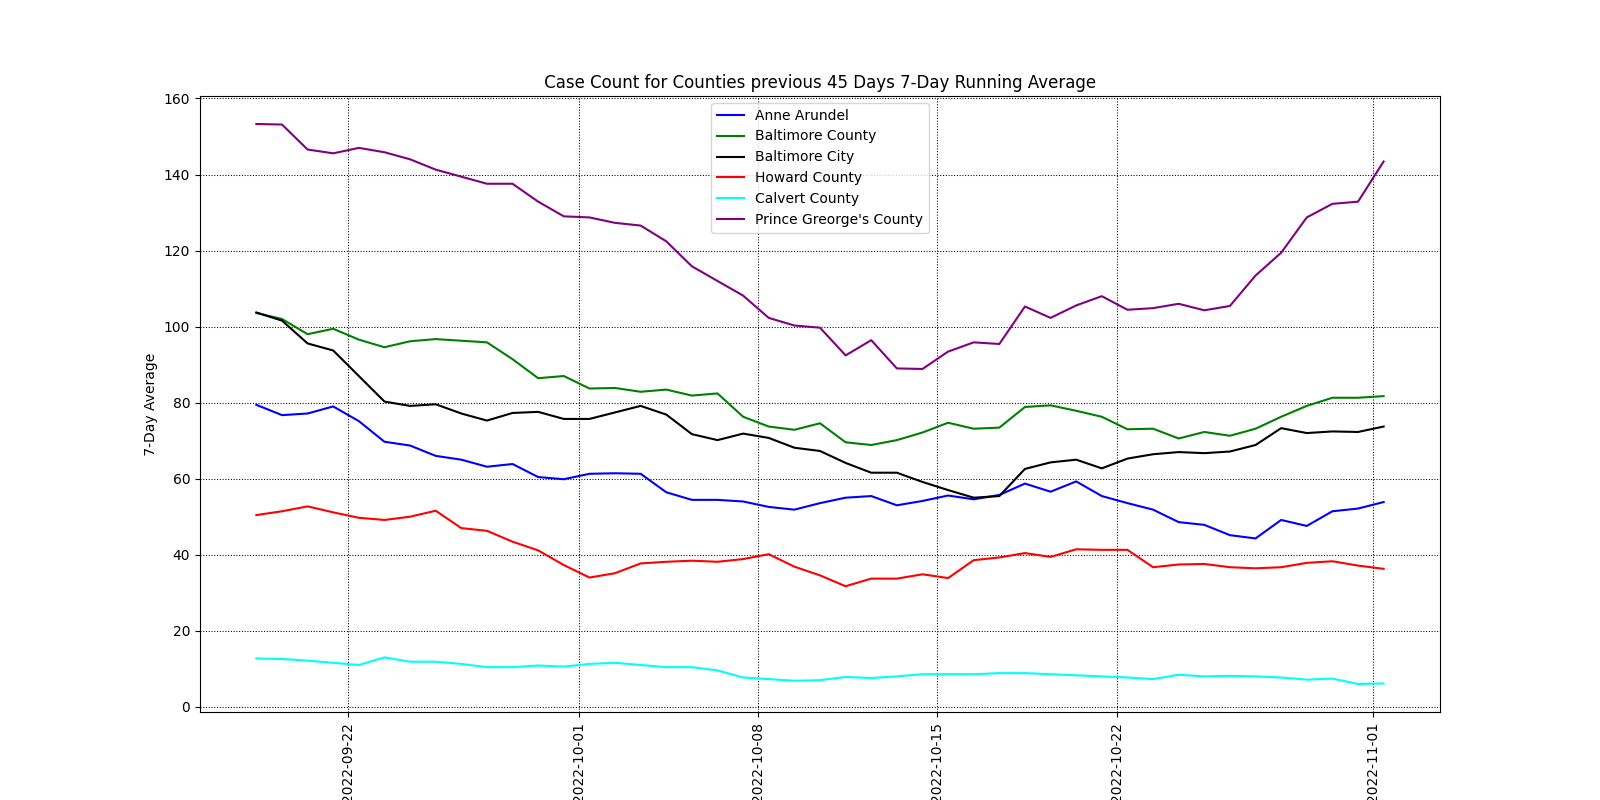 Case Count for Counties previous 45 Days 7-Day Running Average
160
140
120
100
80
60
40
20
0
7-Day Average
Anne Arundel
Baltimore County
Baltimore City
Howard County
Calvert County
Prince Greorge's County
2022-09-22
2022-10-01
2022-10-08
2022-10-15
2022-10-22
2022-11-01